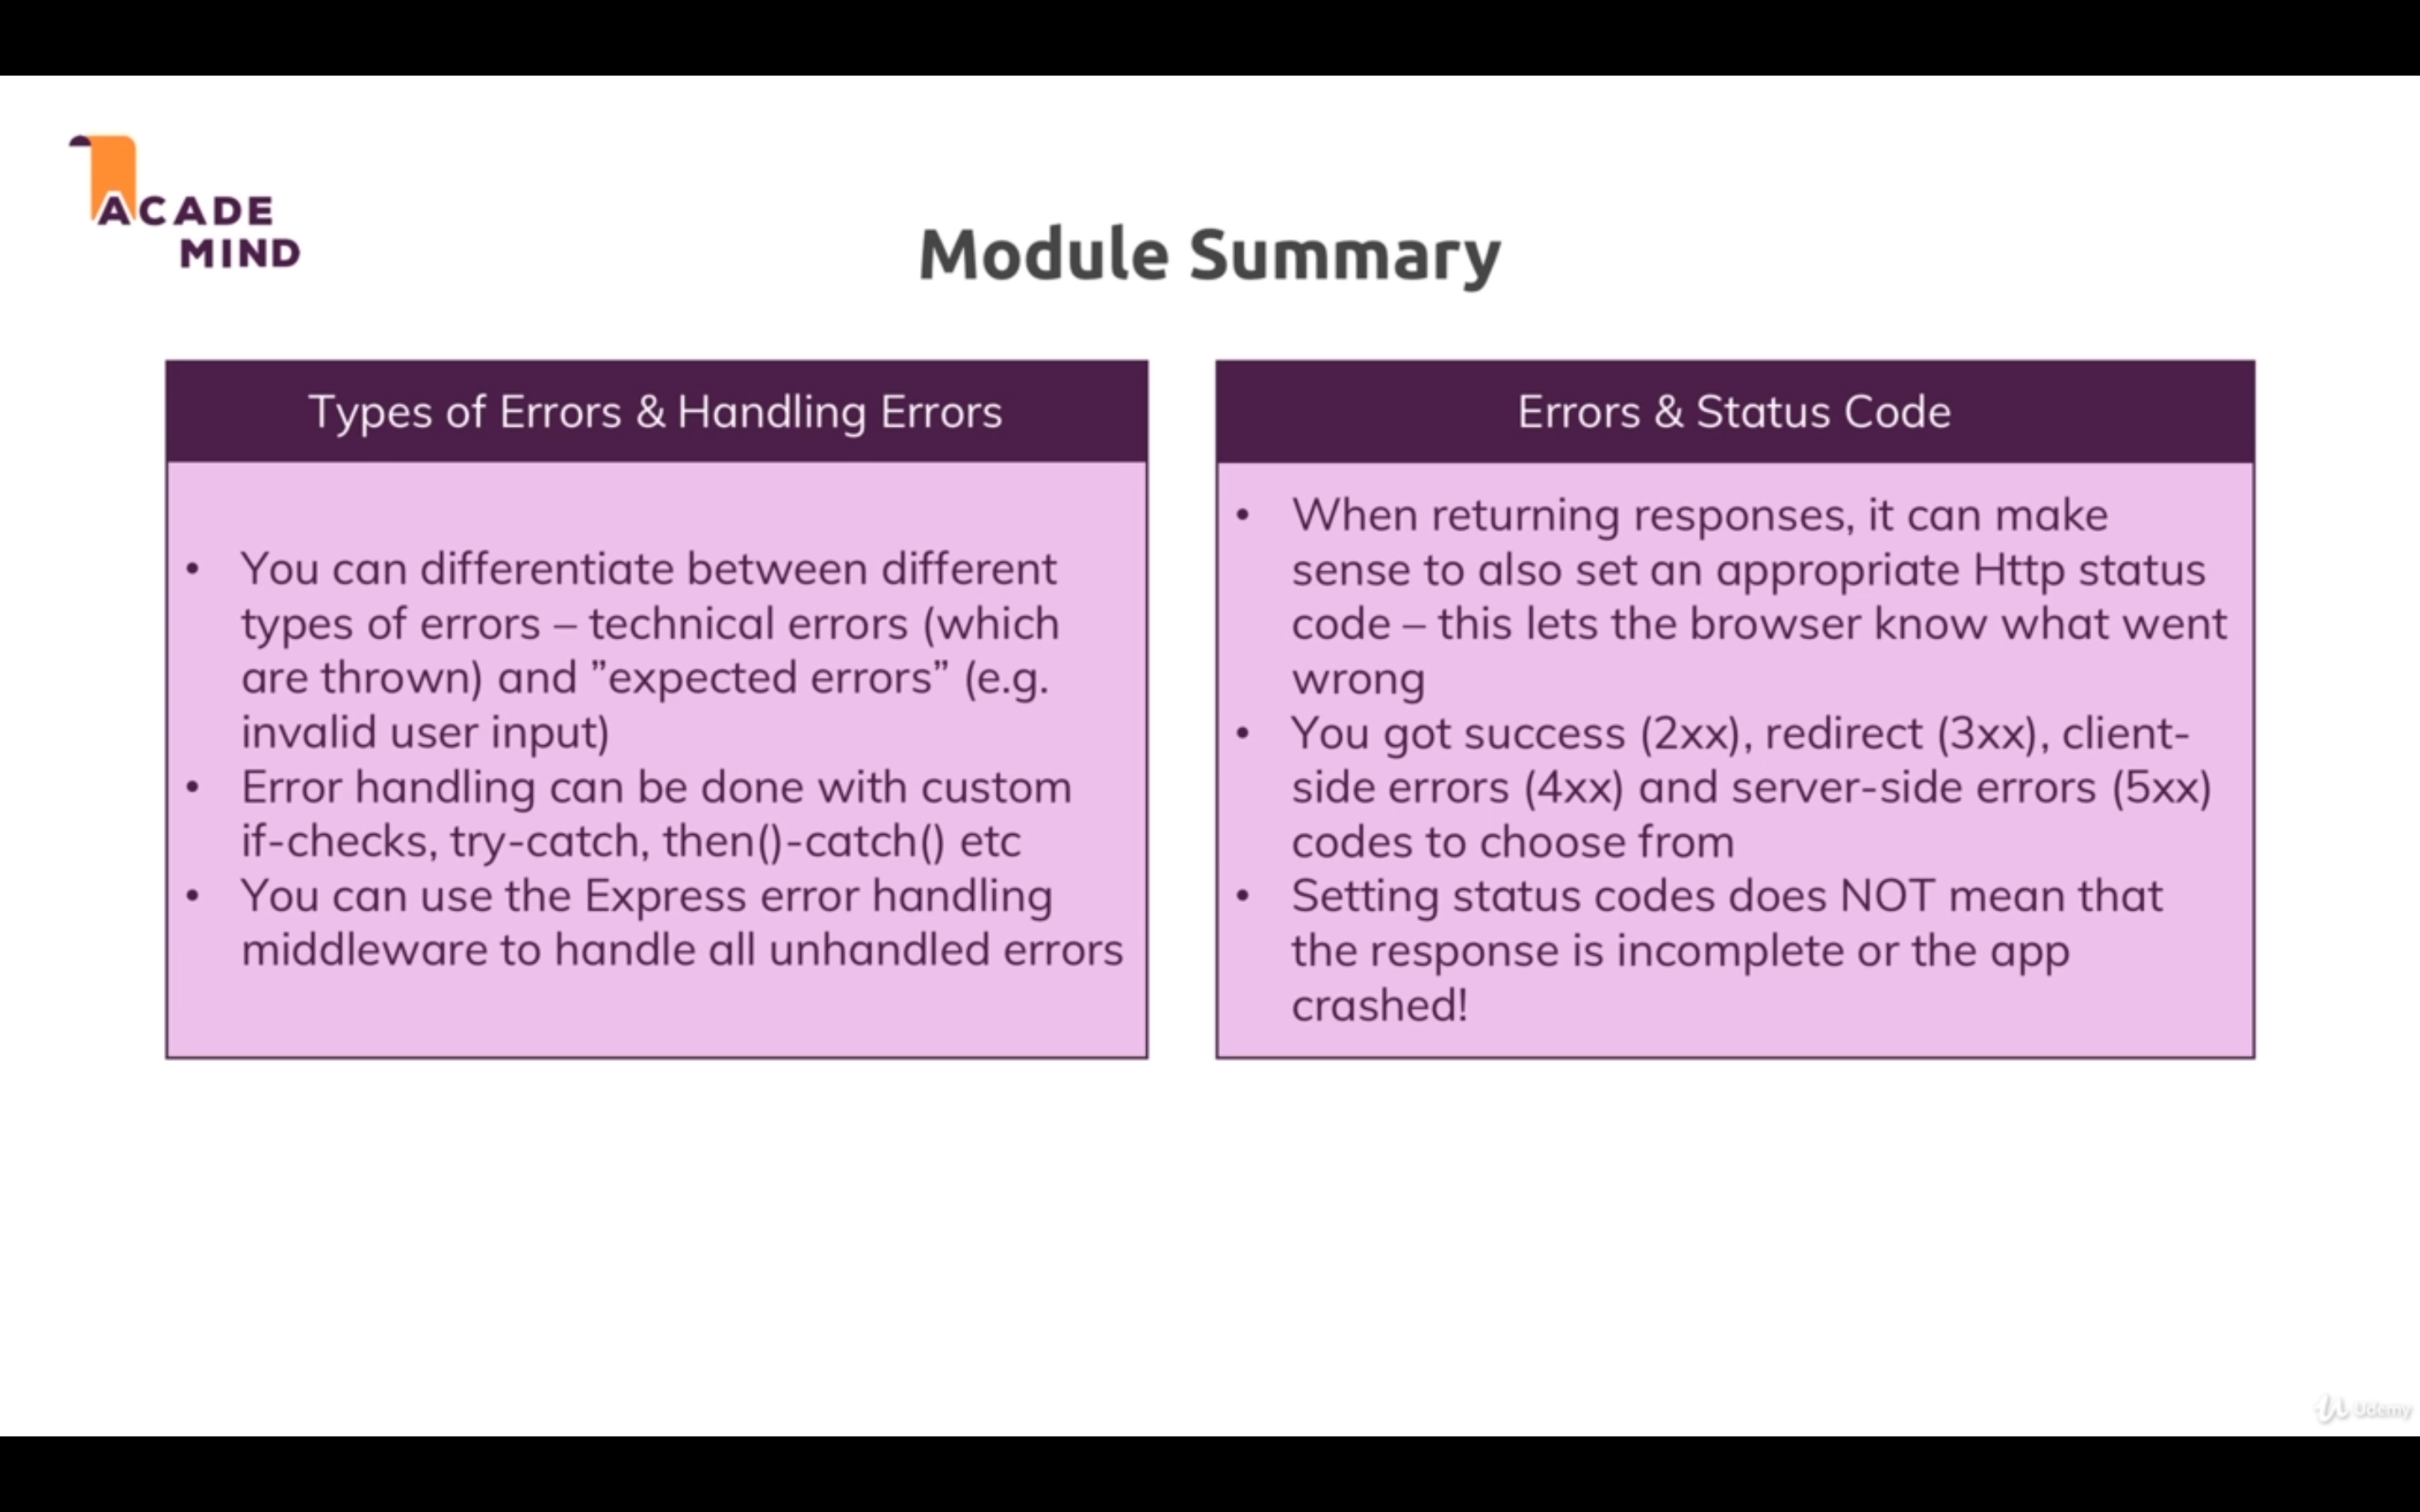 ACADE
MIND
Module Summary
Types of Errors & Handling Errors
• You can differentiate between different
types of errors – technical errors (which
are thrown) and ”expected errors” (e.g.
invalid user input)
• Error handling can be done with custom
if-checks, try-catch, then()-catch() etc
• You can use the Express error handling
middleware to handle all unhandled errors
Errors & Status Code
• When returning responses, it can make
sense to also set an appropriate Http status
code – this lets the browser know what went
wrong
• You got success (2xx), redirect (3xx), client-
side errors (4xx) and server-side errors (5xx)
codes to choose from
• Setting status codes does NOT mean that
the response is incomplete or the app
crashed!
Udemy